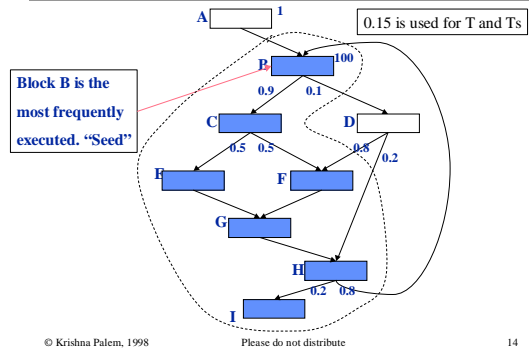 A 1
0.15 is used for T and Ts
B 100
Block B is the
most frequently
executed. “Seed”
0.9 0.1
C D
0.5 0.5 0.8
0.2
E F
G
H
0.2 0.8
I
© Krishna Palem, 1998 Please do not distribute 14